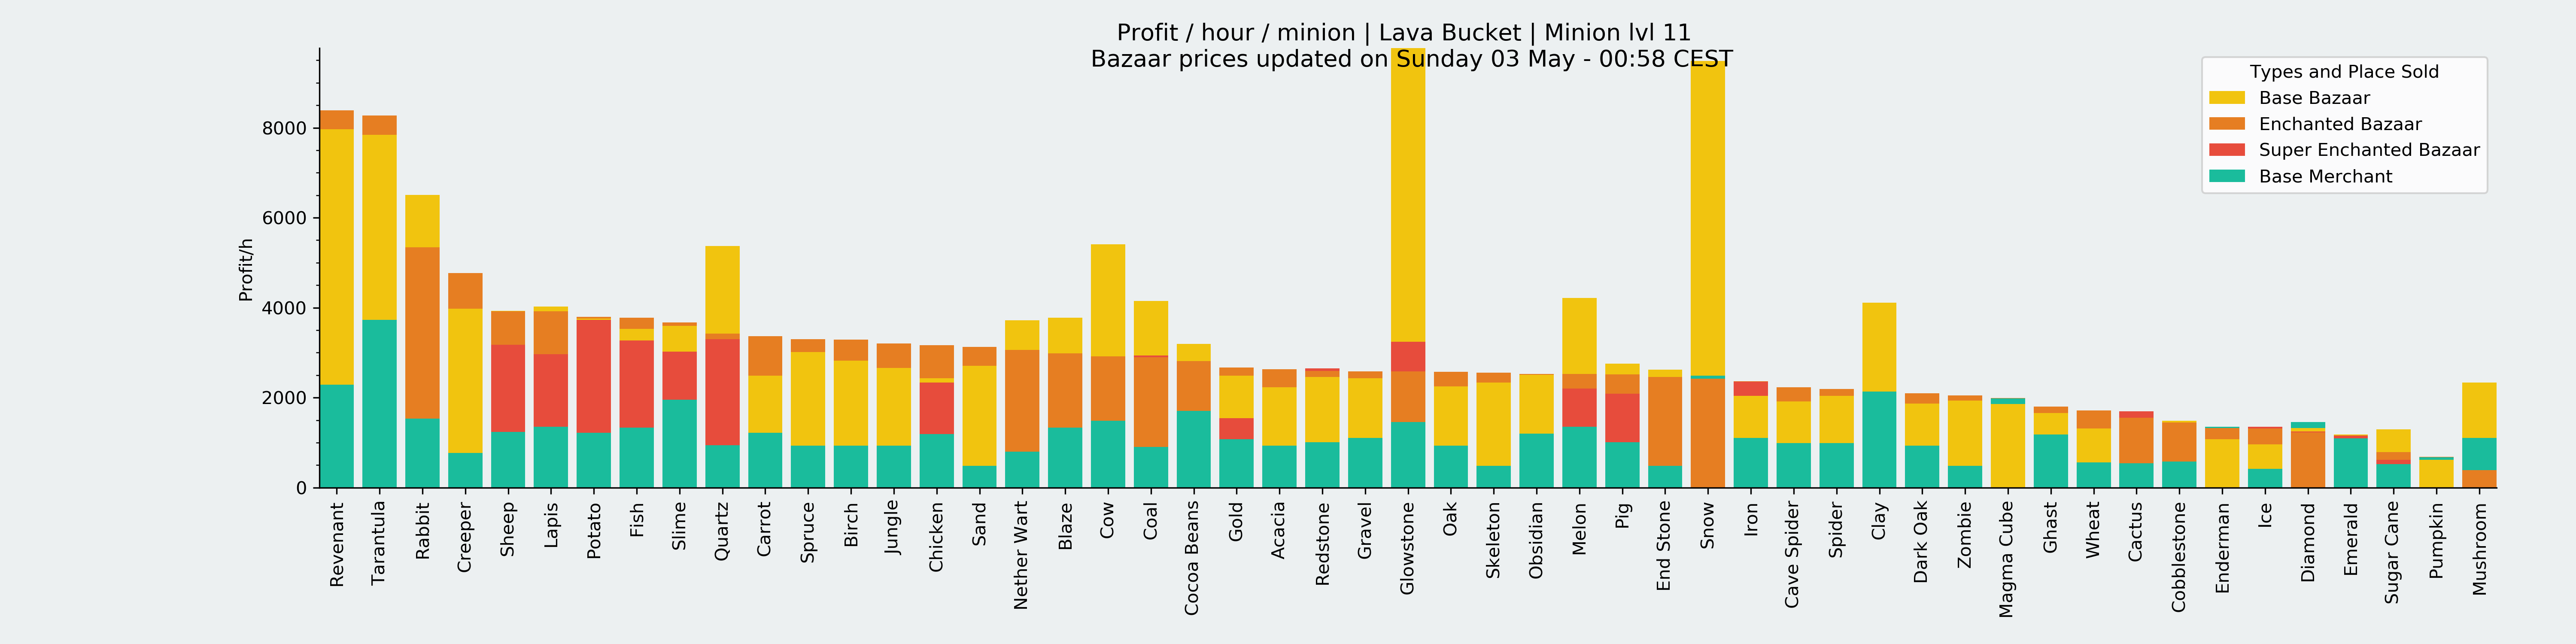 Profit / hour / minion | Lava Bucket | Minion lvl 11
Bazaar prices updated on Sunday 03 May - 00:58 CEST
Types and Place Sold
Base Bazaar
Enchanted Bazaar
Super Enchanted Bazaar
Base Merchant
Profit/h
8000
6000
4000
2000
0
Revenant
Tarantula
Rabbit
Creeper
Sheep
Lapis
Potato
Fish
Slime
Quartz
Carrot
Spruce
Birch
Jungle
Chicken
Sand
Nether Wart
Blaze
Cow
Coal
Cocoa Beans
Gold
Acacia
Redstone
Gravel
Glowstone
Oak
Skeleton
Obsidian
Melon
Pig
End Stone
Snow
Iron
Cave Spider
Spider
Clay
Dark Oak
Zombie
Magma Cube
Ghast
Wheat
Cactus
Cobblestone
Enderman
Ice
Diamond
Emerald
Sugar Cane
Pumpkin
Mushroom